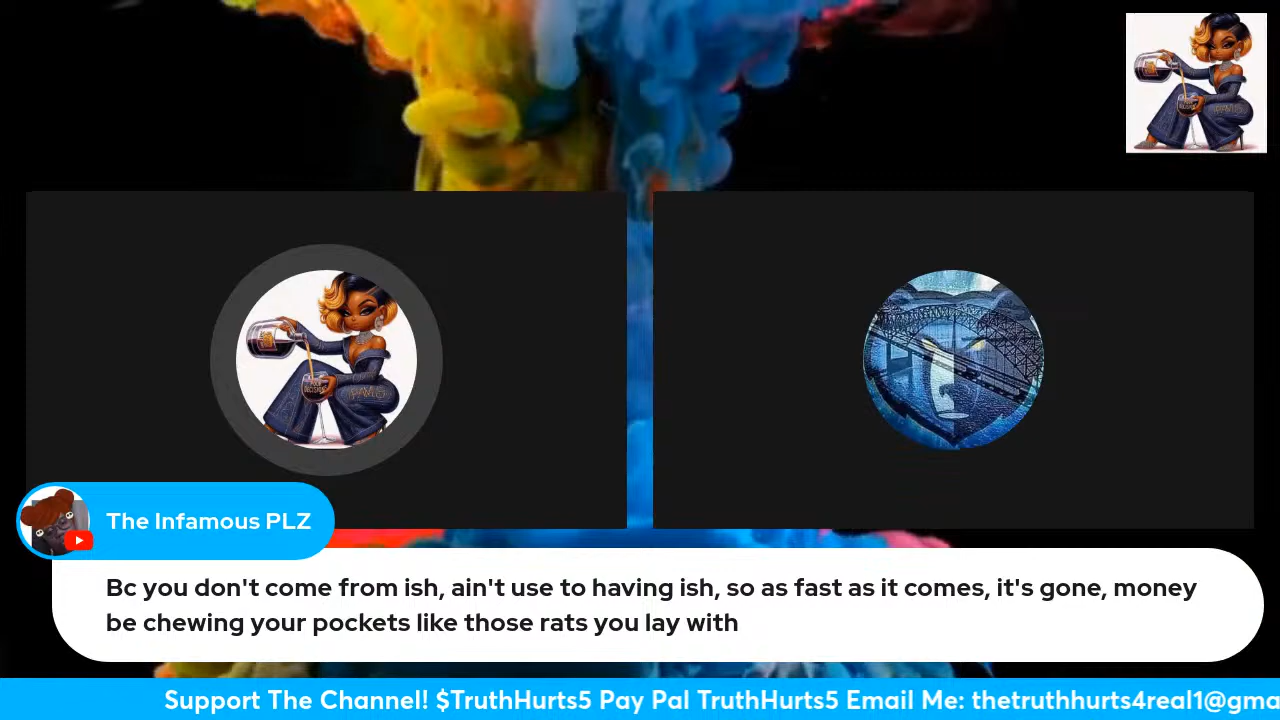 The Infamous PLZ
Bc you don't come from ish, ain't use to having ish, so as fast as it comes, it's gone, money
be chewing your pockets like those rats you lay with
Support The Channel! $TruthHurts5 Pay Pal TruthHurts5 Email Me: thetruthhurts4real1@gma